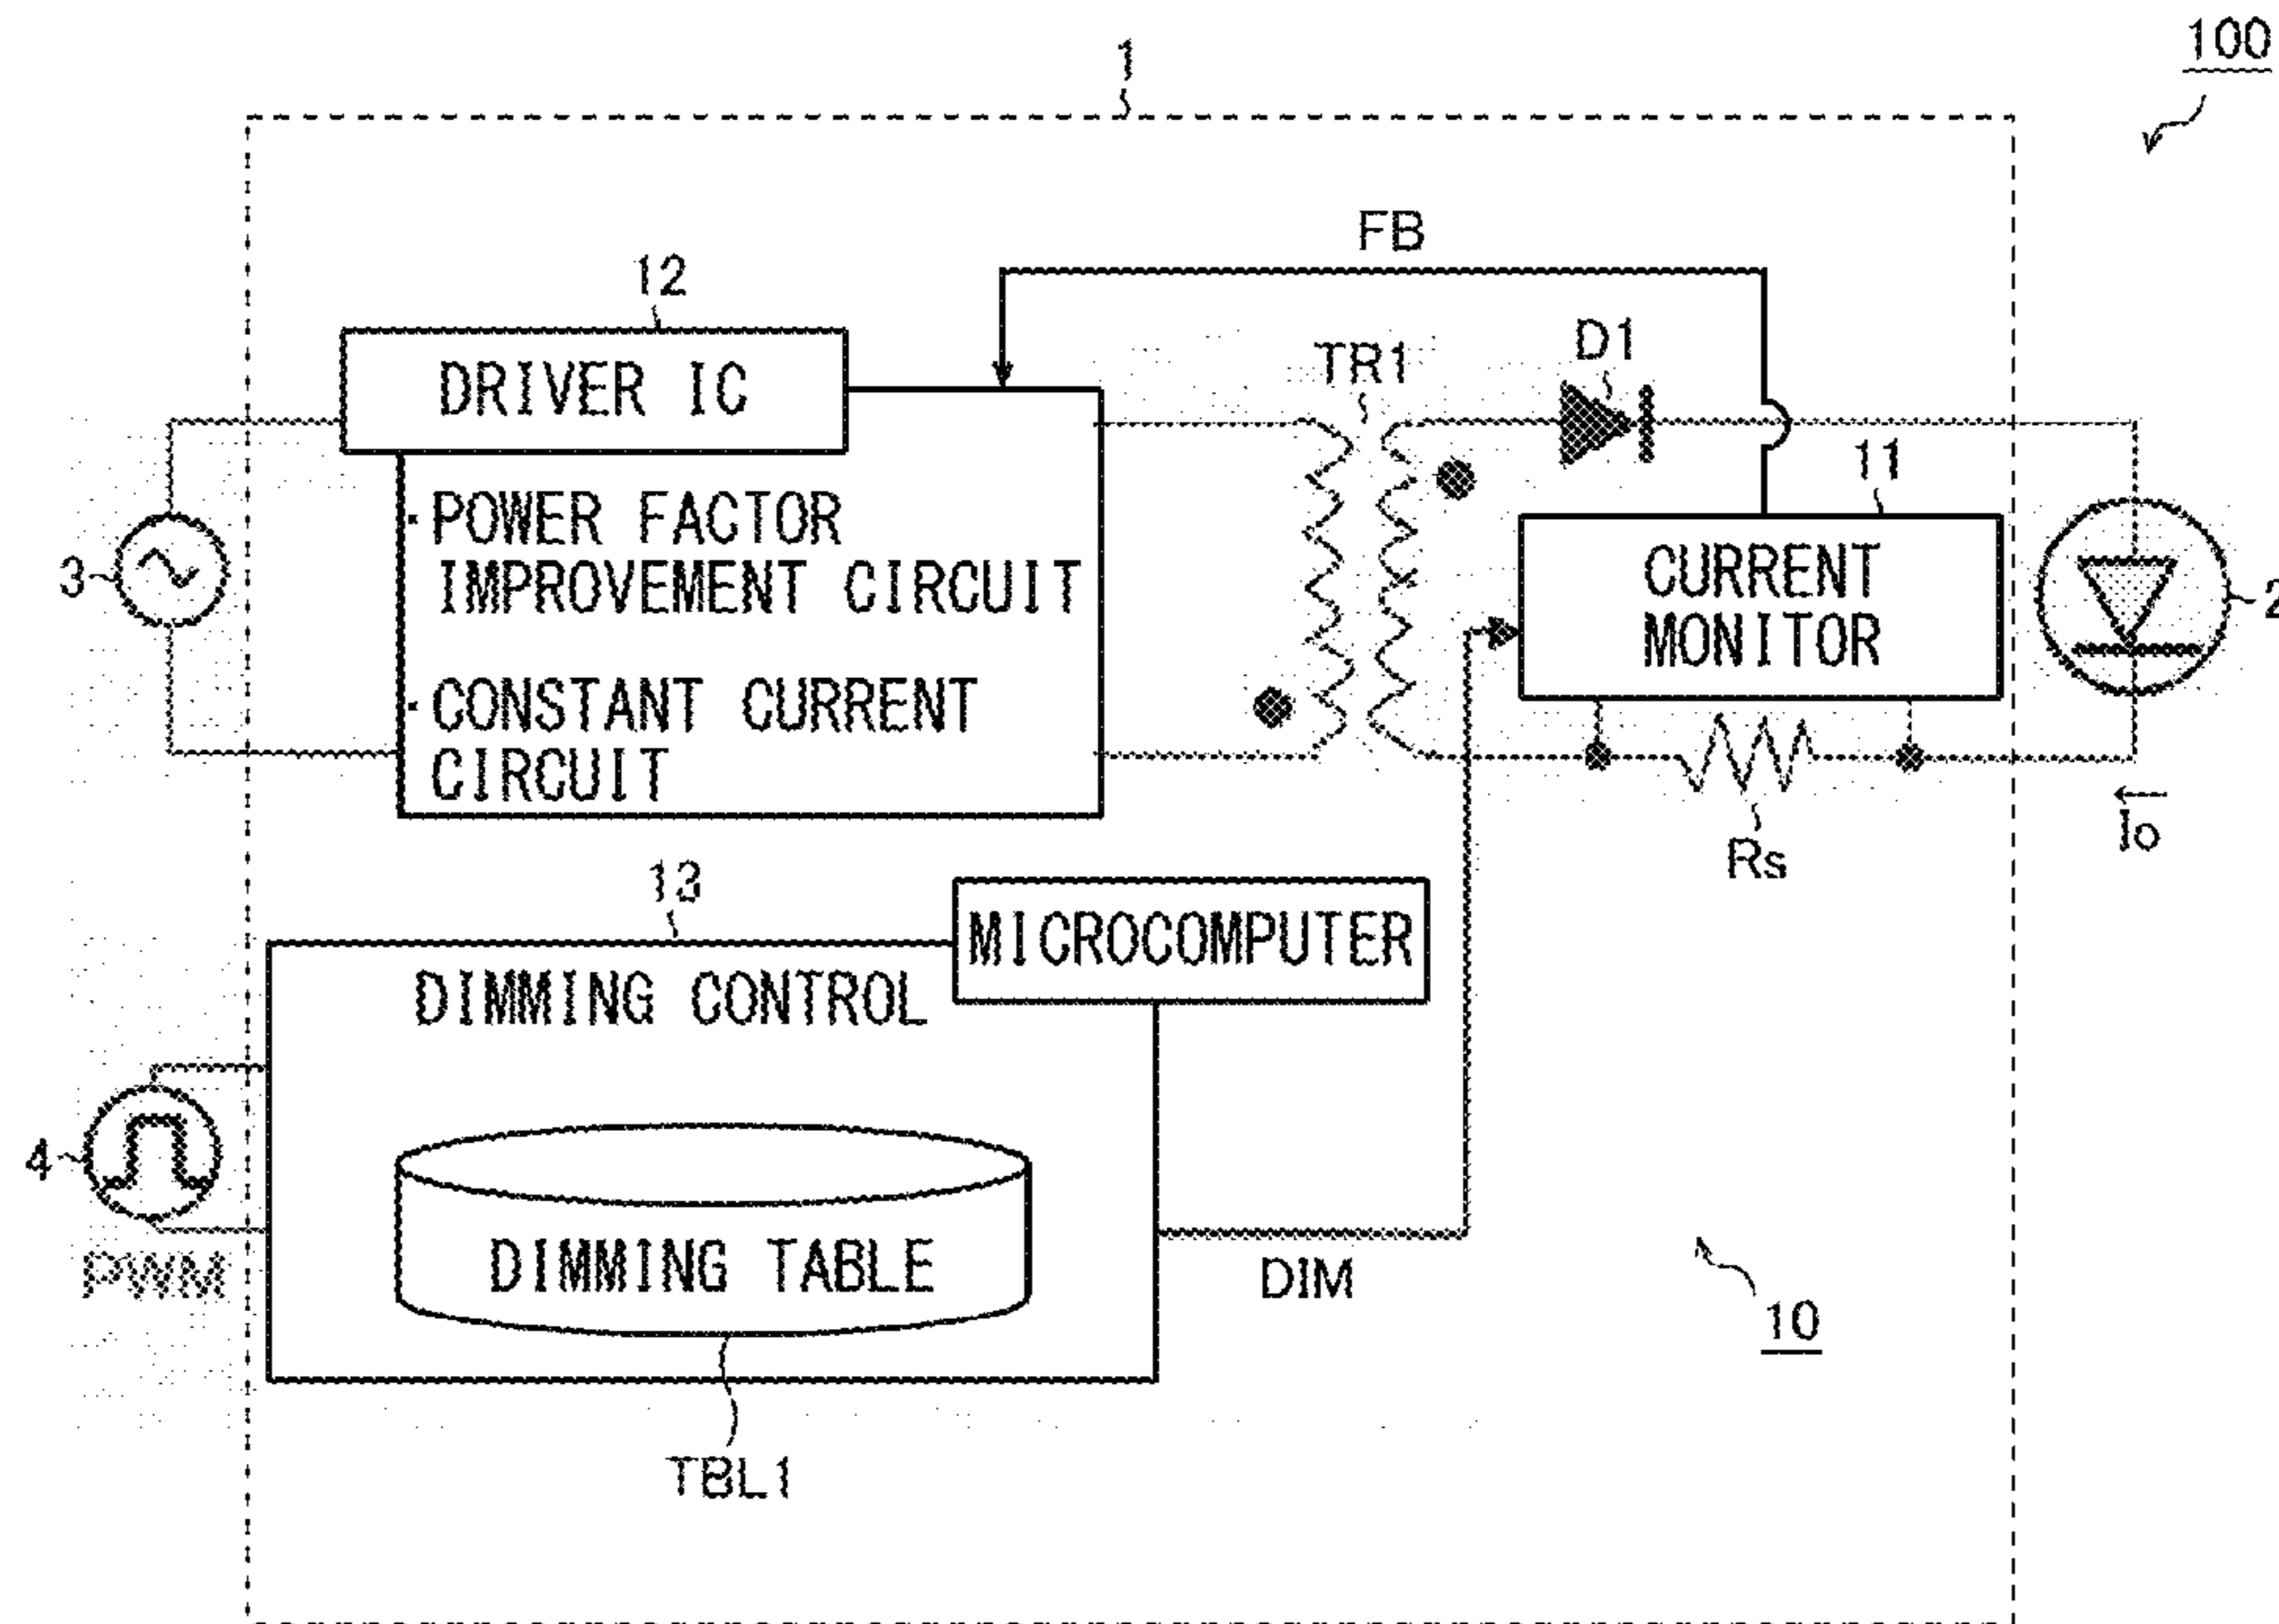 100
1
FB
12
DRIVER IC
TR1
D1
11
・POWER FACTOR
IMPROVEMENT CIRCUIT
CURRENT
MONITOR
3
2
・CONSTANT CURRENT
CIRCUIT
Rs
Io
13
MICROCOMPUTER
DIMMING CONTROL
4
PWM
DIMMING TABLE
DIM
10
TBL1